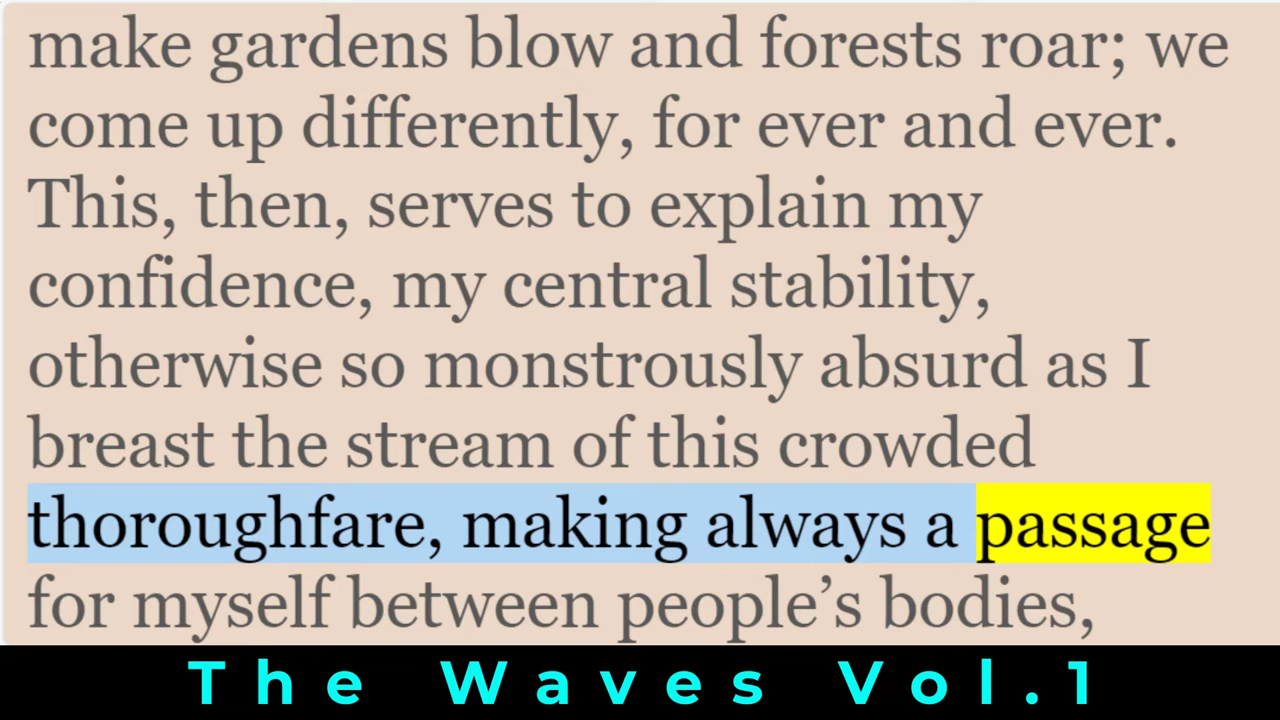 make gardens blow and forests roar; we
come up differently, for ever and ever.
This, then, serves to explain my
confidence, my central stability,
otherwise so monstrously absurd as I
breast the stream of this crowded
thoroughfare, making always a passage
for myself between people’s bodies,
The Waves Vol.1